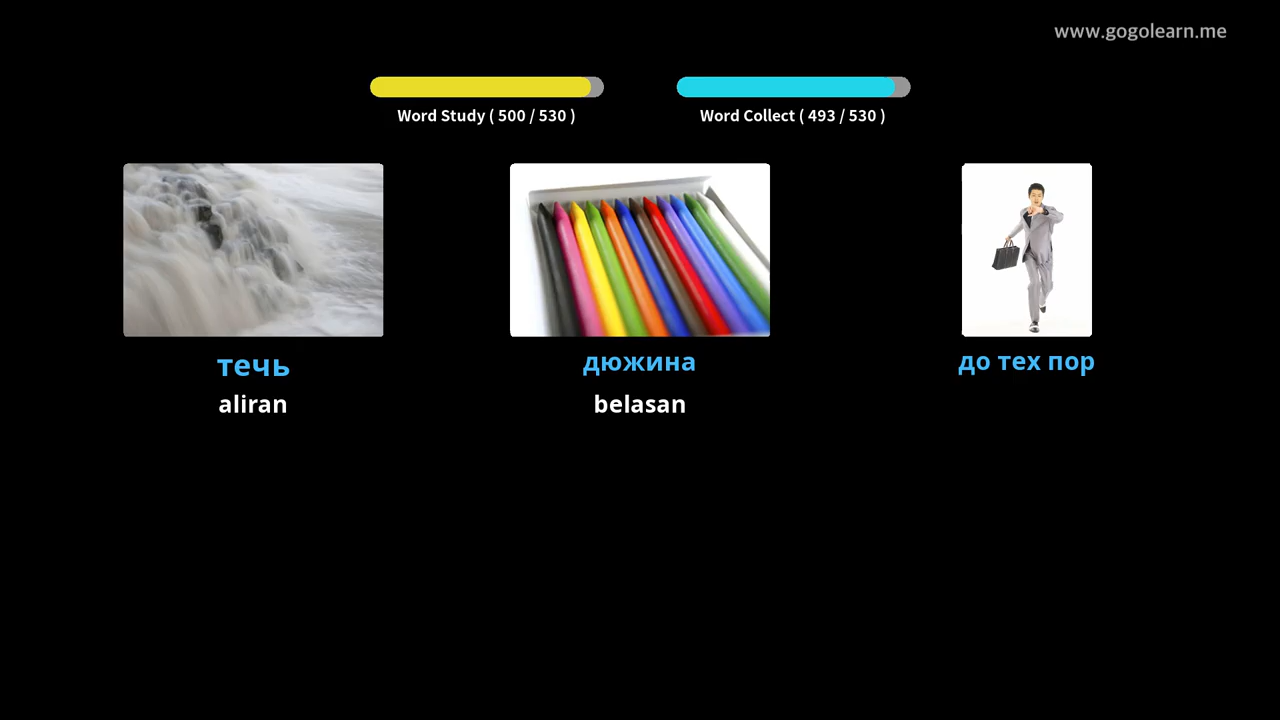 www.gogolearn.me
Word Study ( 500 / 530 )
Word Collect ( 493 / 530 )
течь
дюжина
до тех пор
aliran
belasan